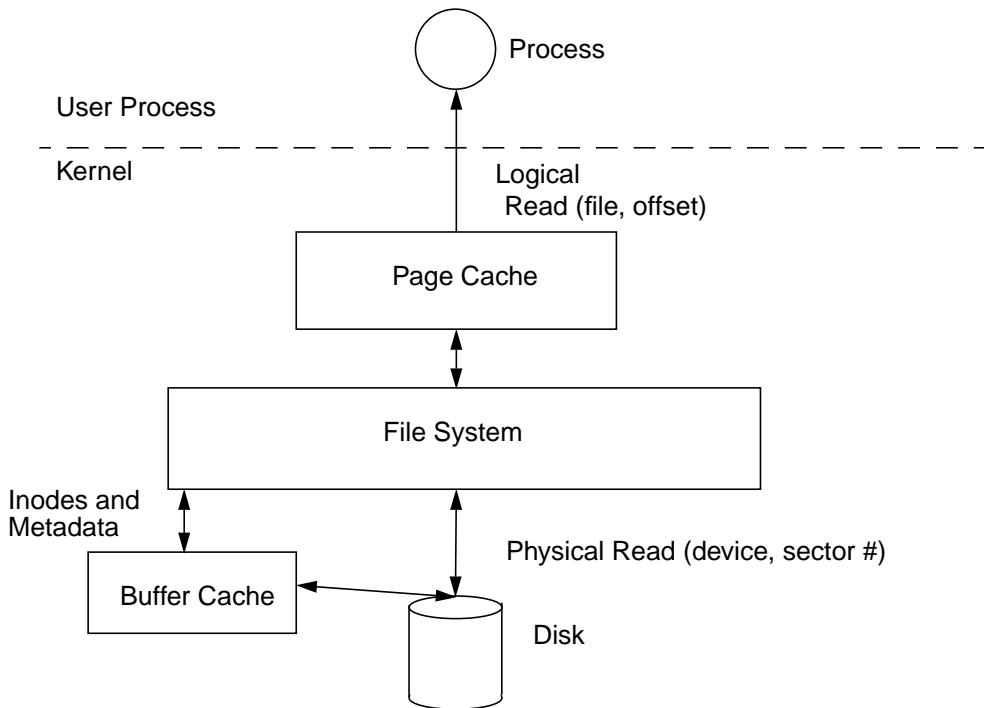 Process
User Process
Kernel
Logical
Read (file, offset)
Page Cache
File System
Inodes and
Metadata
Physical Read (device, sector #)
Buffer Cache
Disk